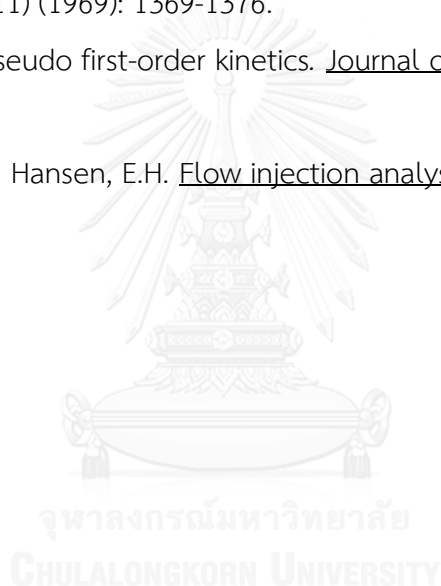 11) (1969): 1369-1376.
seudo first-order kinetics. Journal o
Hansen, E.H. Flow injection analys
จุฬาลงกรณ์มหาวิทยาลัย
CHULALONGKORN UNIVERSITY